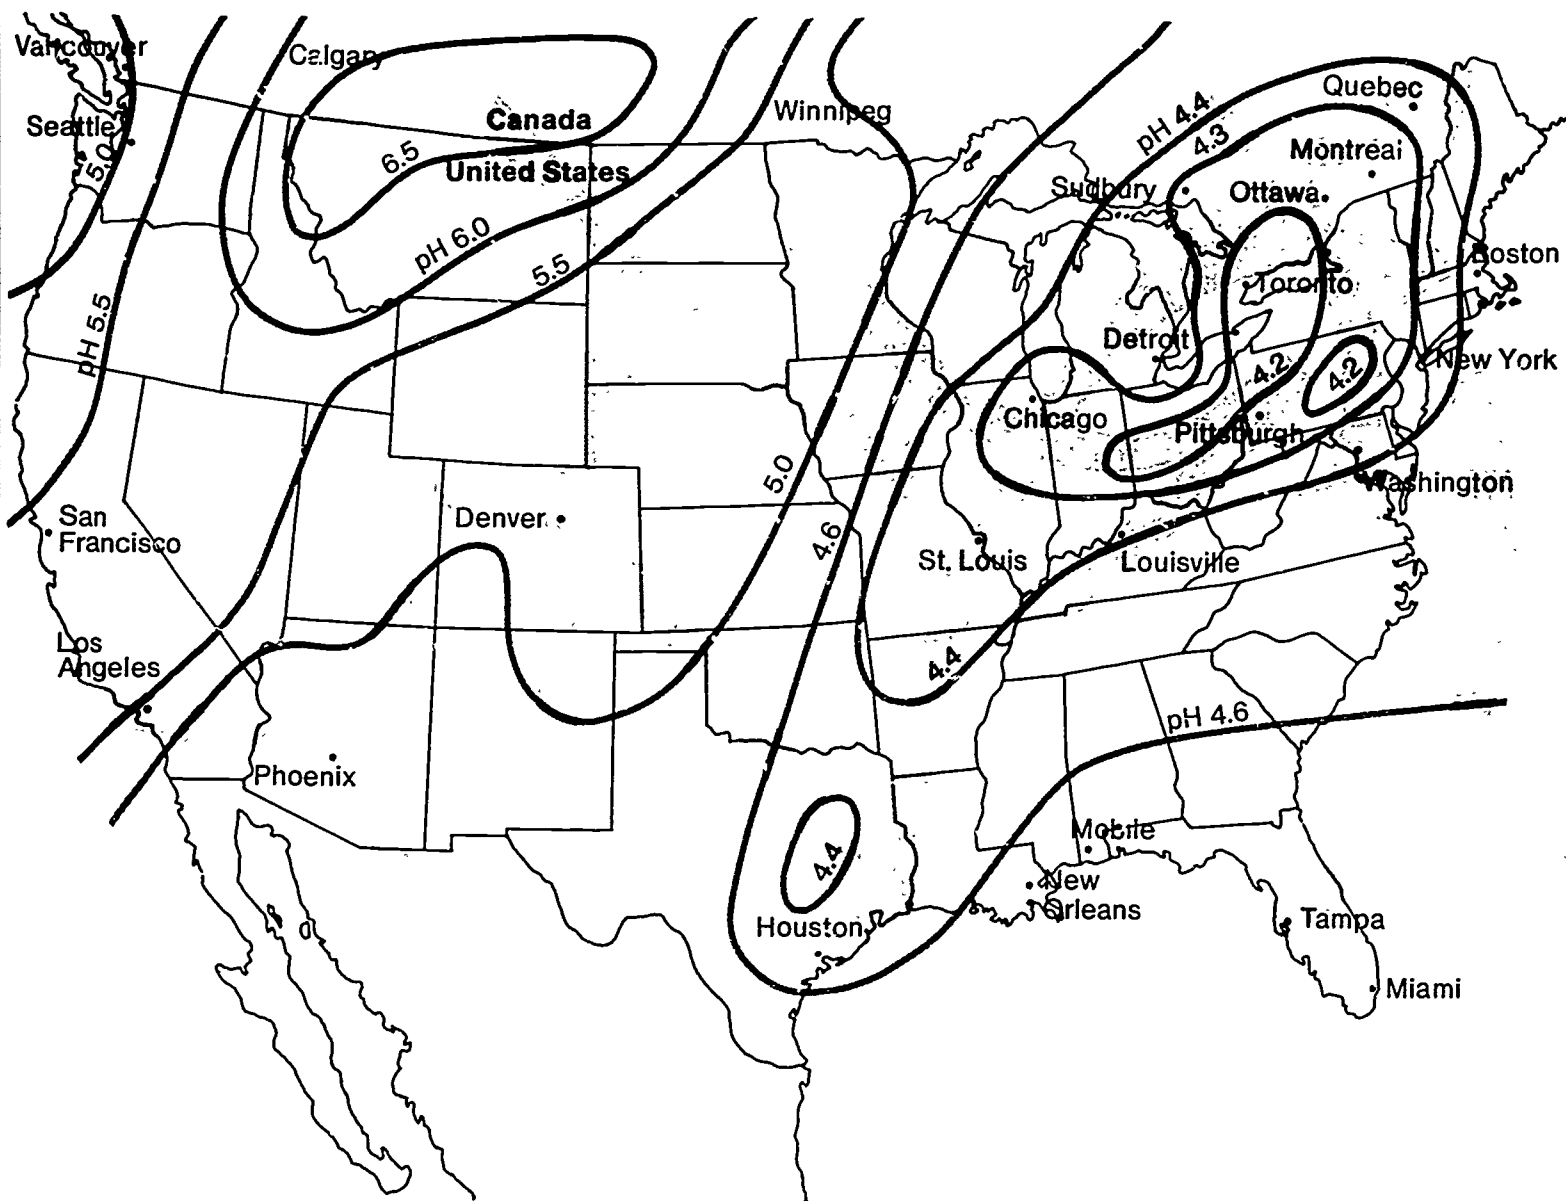 Vancouver
Calgary
Quebec
pH 4.4
Canada
Winnipeg
Seattle
4.3
Montreal
6.5
5.0
United States
Sudbury
Ottawa
pH 6.0
Boston
5.5
Toronto
pH 5.5
Detroit
New York
4.2
4.2
Chicago
Pittsburgh
5.0
Washington
San
Francisco
Denver
4.6
St. Louis
Louisville
Los
Angeles
4.4
pH 4.6
Phoenix
Mobile
4.4
New
Orleans
Houston
Tampa
Miami